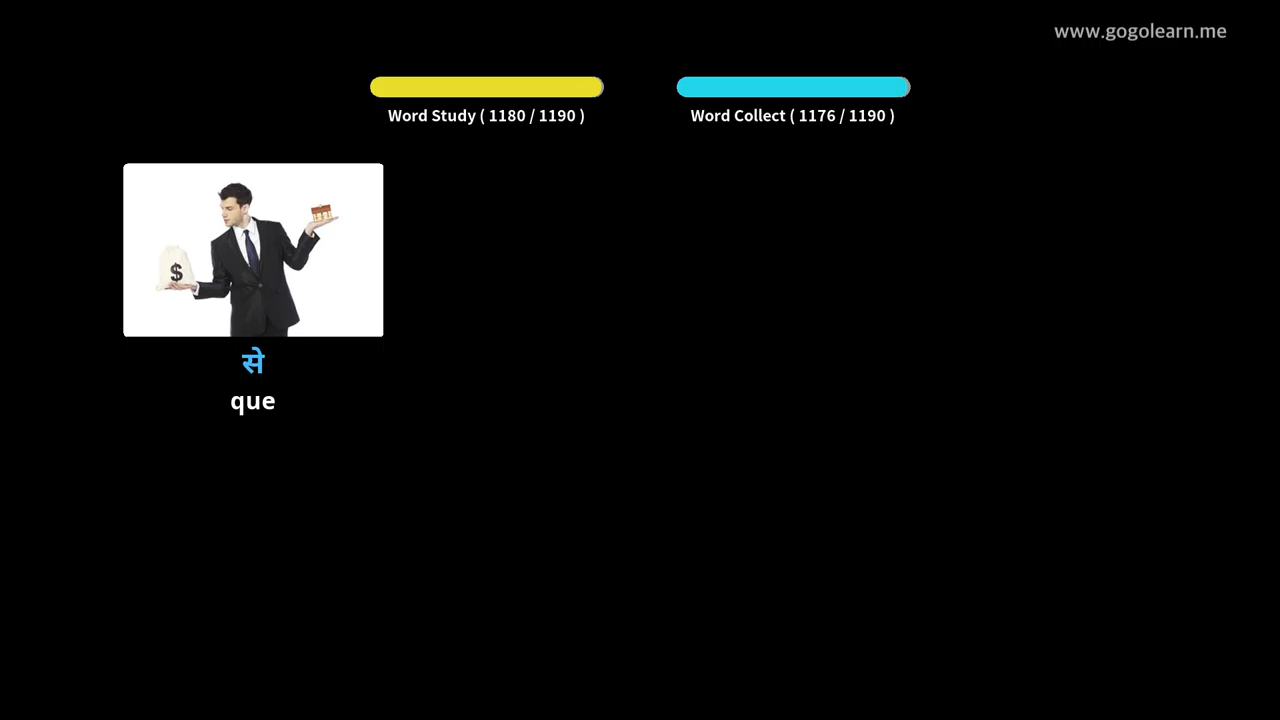 www.gogolearn.me
Word Study ( 1180 / 1190 )
Word Collect ( 1176 / 1190 )
$
से
que